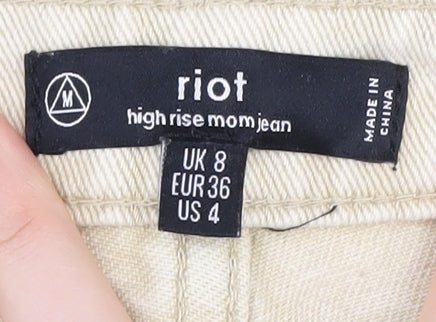 M
riot
high rise mom jean
MADE IN
CHINA
UK 8
EUR 36
US 4